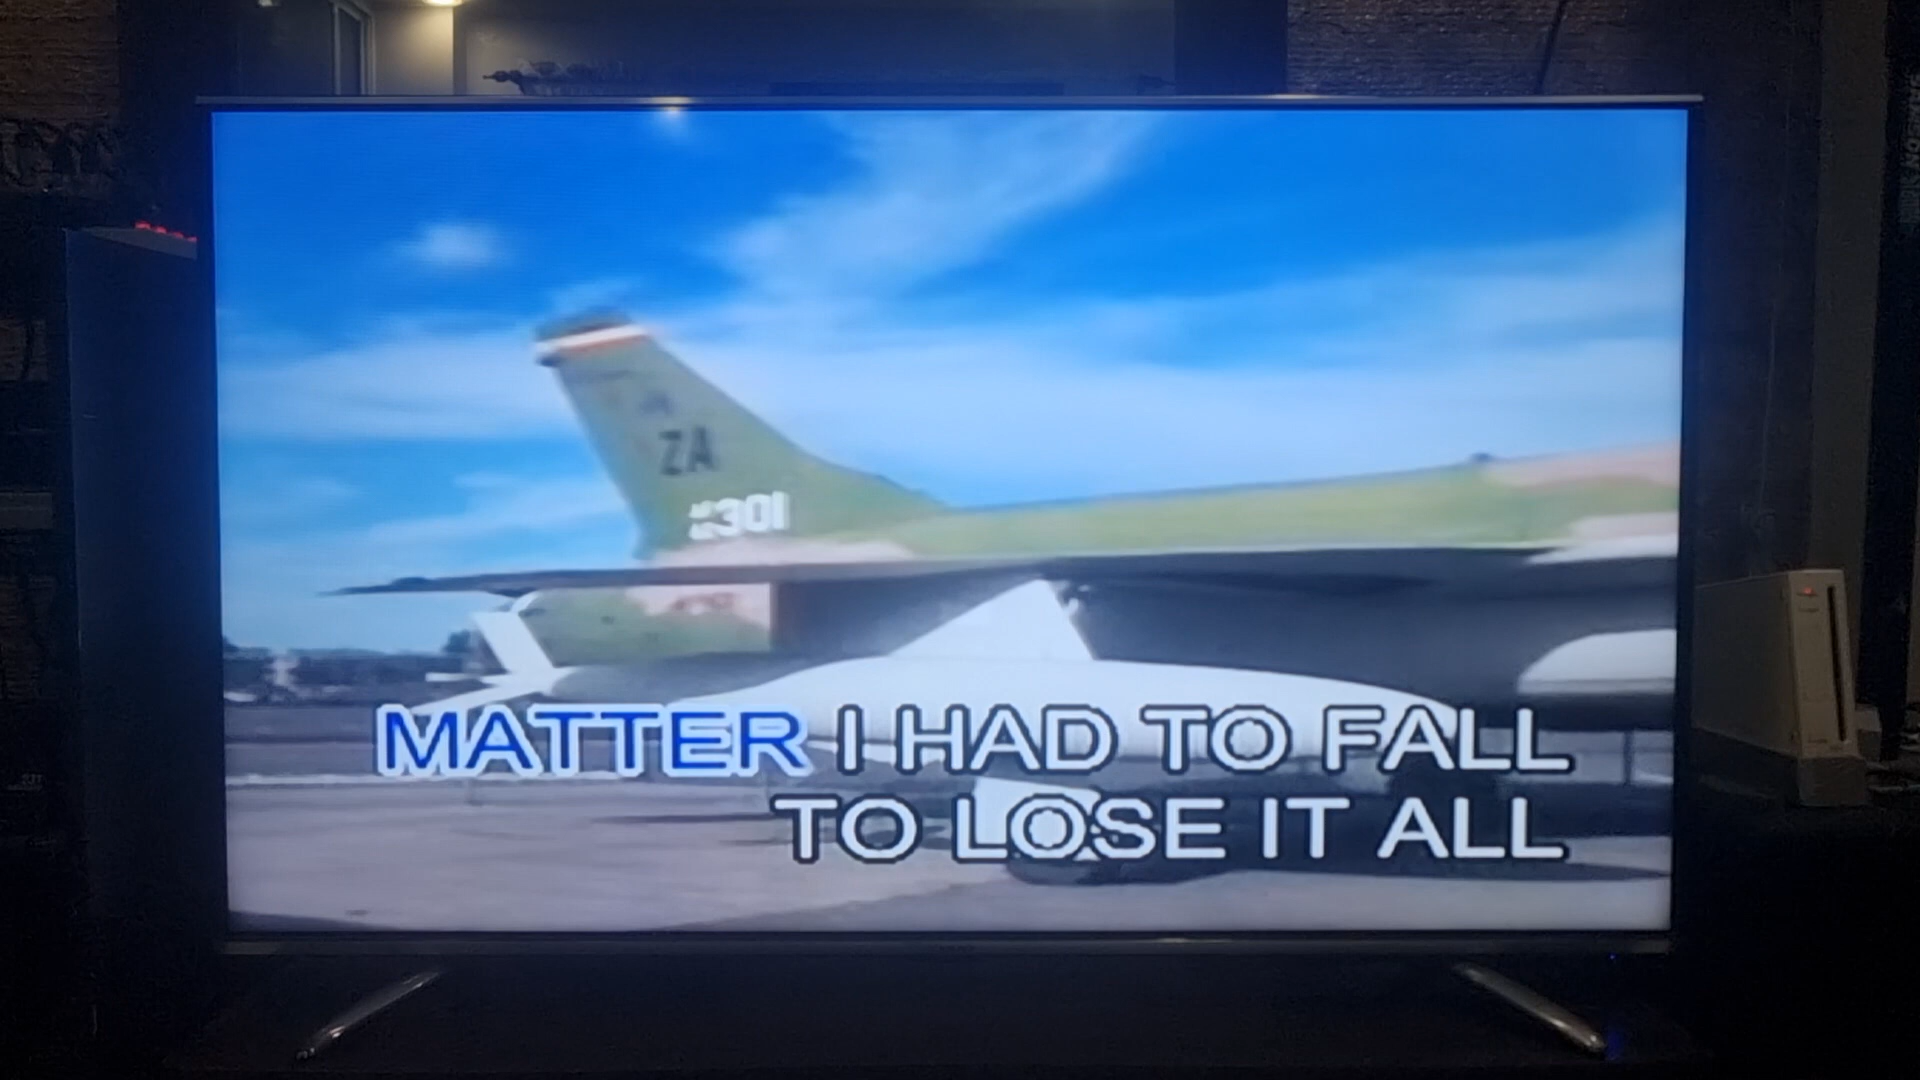 ZA
301
MATTER I HAD TO FALL
TO LOSE IT ALL